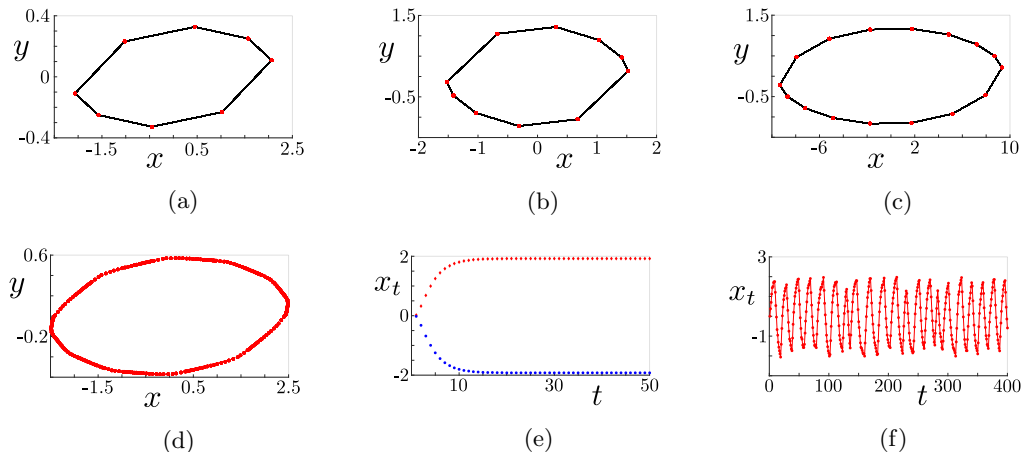 0.4
y
0
-0.4
-1.5 x 0.5 2.5
(a)
1.5
y
-0.5
-2 -1 0 x 1 2
(b)
1.5
y
-0.5
-6 x 2 10
(c)
0.6
y
-0.2
-1.5 x 0.5 2.5
(d)
2
x_t
0
-2
10 30 t 50
(e)
3
x_t
-1
0 100 200 t 300 400
(f)